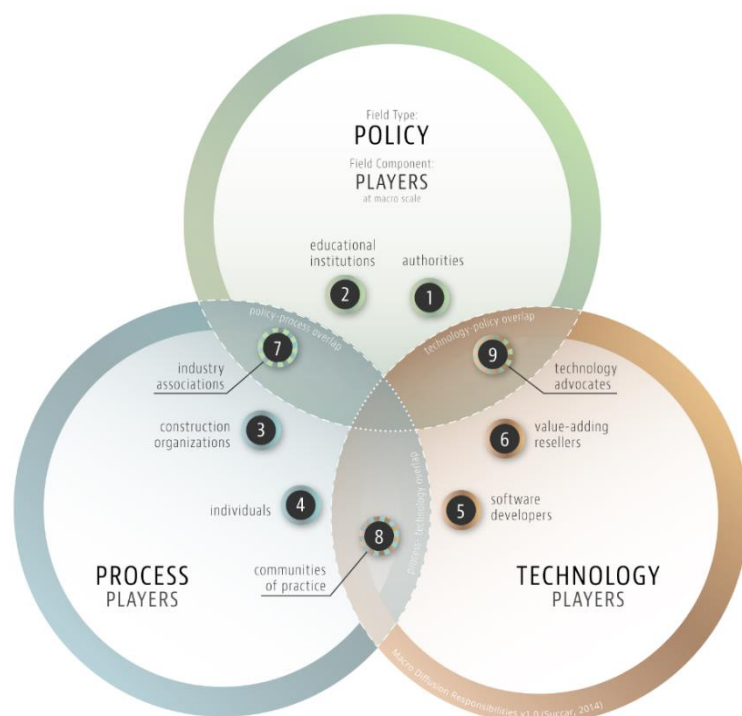 Field Type:
POLICY
Field Component:
PLAYERS
at macro scale
educational
institutions
authorities
2
1
policy-process overlap
technology-policy overlap
7
9
industry
associations
technology
advocates
construction
organizations
3
6
value-adding
resellers
individuals
4
5
software
developers
8
process-technology overlap
communities
of practice
PROCESS
PLAYERS
TECHNOLOGY
PLAYERS
Macro Diffusion Responsibilities v1.0 (Succar, 2014)